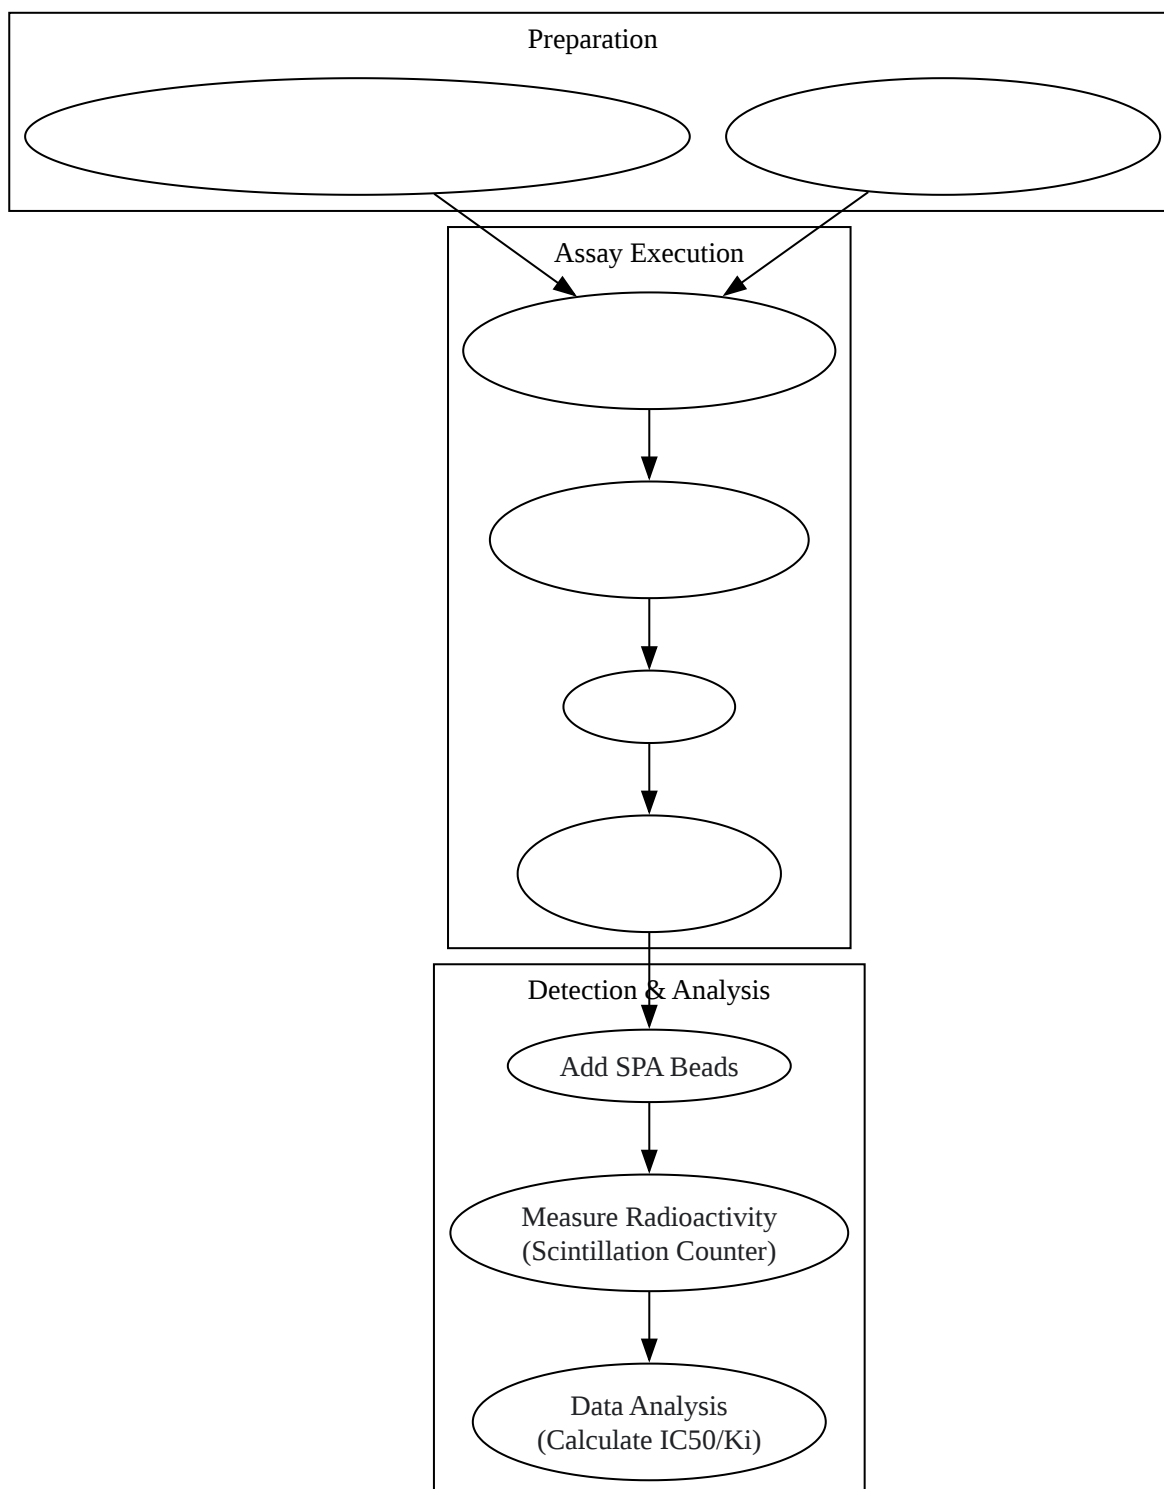 Preparation
Assay Execution
Detection & Analysis
Add SPA Beads
Measure Radioactivity
(Scintillation Counter)
Data Analysis
(Calculate IC50/Ki)